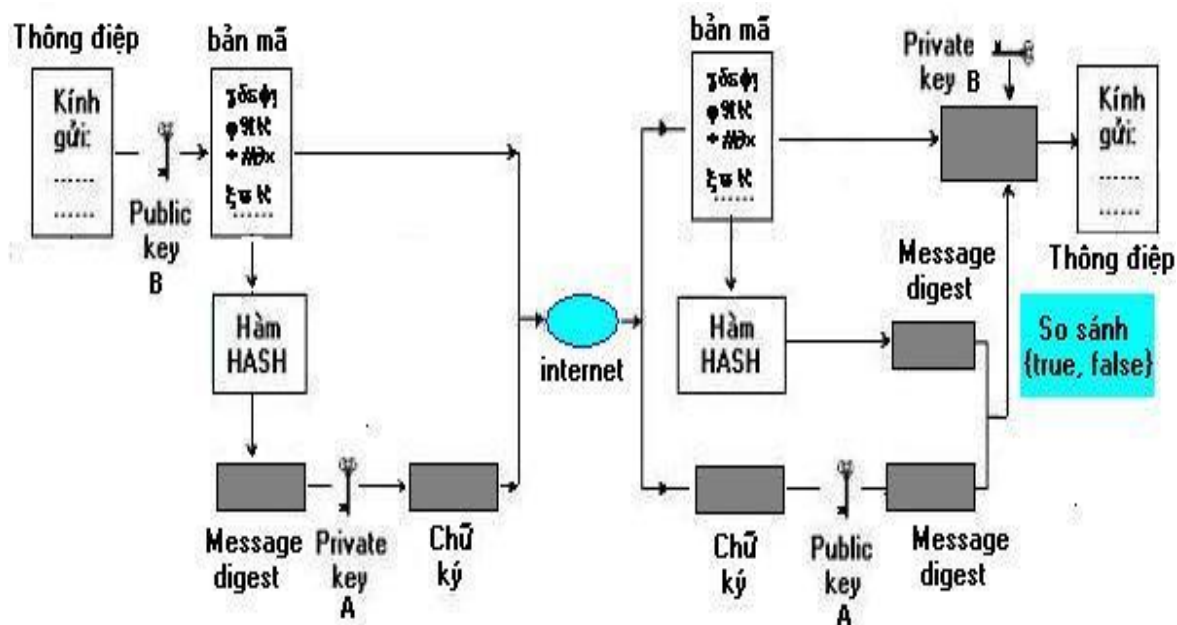 Thông điệp
Kính
gửi:
......
......
Public
key
B
bản mã
......
Hàm
HASH
Message
digest
Private
key
A
Chữ
ký
internet
bản mã
......
Hàm
HASH
Chữ
ký
Public
key
A
Message
digest
Message
digest
Private
key B
Kính
gửi:
......
......
Thông điệp
So sánh
{true, false}